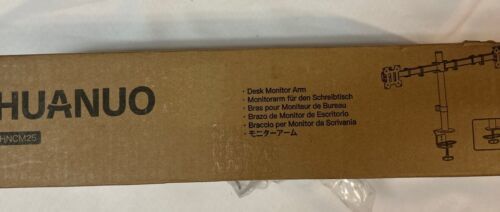 HUANUO
HNCM25
· Desk Monitor Arm
· Monitorarm für den Schreibtisch
· Bras pour Moniteur de Bureau
· Brazo de Monitor de Escritorio
· Braccio per Monitor da Scrivania
· モニターアーム